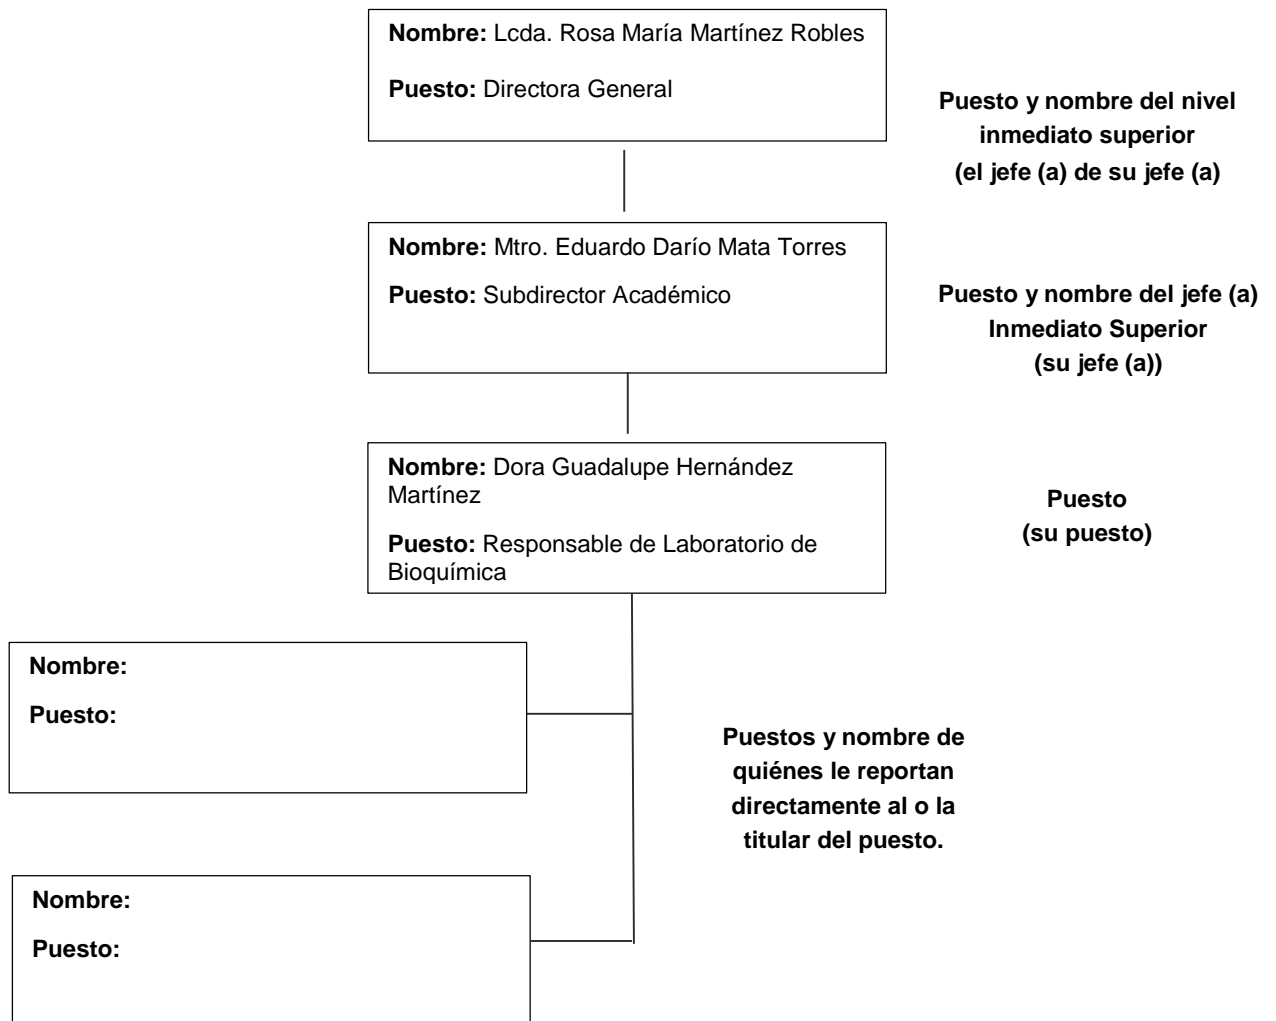 Nombre: Lcda. Rosa María Martínez Robles
Puesto: Directora General
Puesto y nombre del nivel
inmediato superior
(el jefe (a) de su jefe (a)
Nombre: Mtro. Eduardo Darío Mata Torres
Puesto: Subdirector Académico
Puesto y nombre del jefe (a)
Inmediato Superior
(su jefe (a))
Nombre: Dora Guadalupe Hernández
Martínez
Puesto: Responsable de Laboratorio de
Bioquímica
Puesto
(su puesto)
Nombre:
Puesto:
Puestos y nombre de
quiénes le reportan
directamente al o la
titular del puesto.
Nombre:
Puesto: